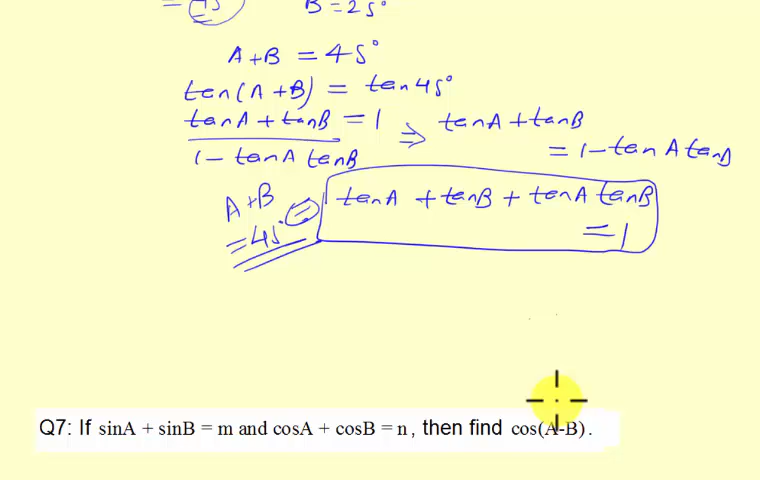 = 45° B = 25°
A+B = 45°
tan(A+B) = tan45°
tanA + tanB = 1 ⇒ tanA + tanB
1 - tanA tanB = 1 - tanA tanB
A+B = tanA + tanB + tanA tanB
= 45° = 1
Q7: If sinA + sinB = m and cosA + cosB = n, then find cos(A-B).